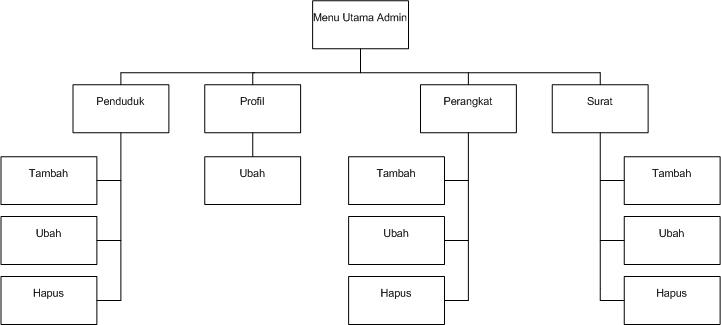 Menu Utama Admin
Penduduk
Profil
Perangkat
Surat
Tambah
Ubah
Tambah
Tambah
Ubah
Ubah
Ubah
Hapus
Hapus
Hapus